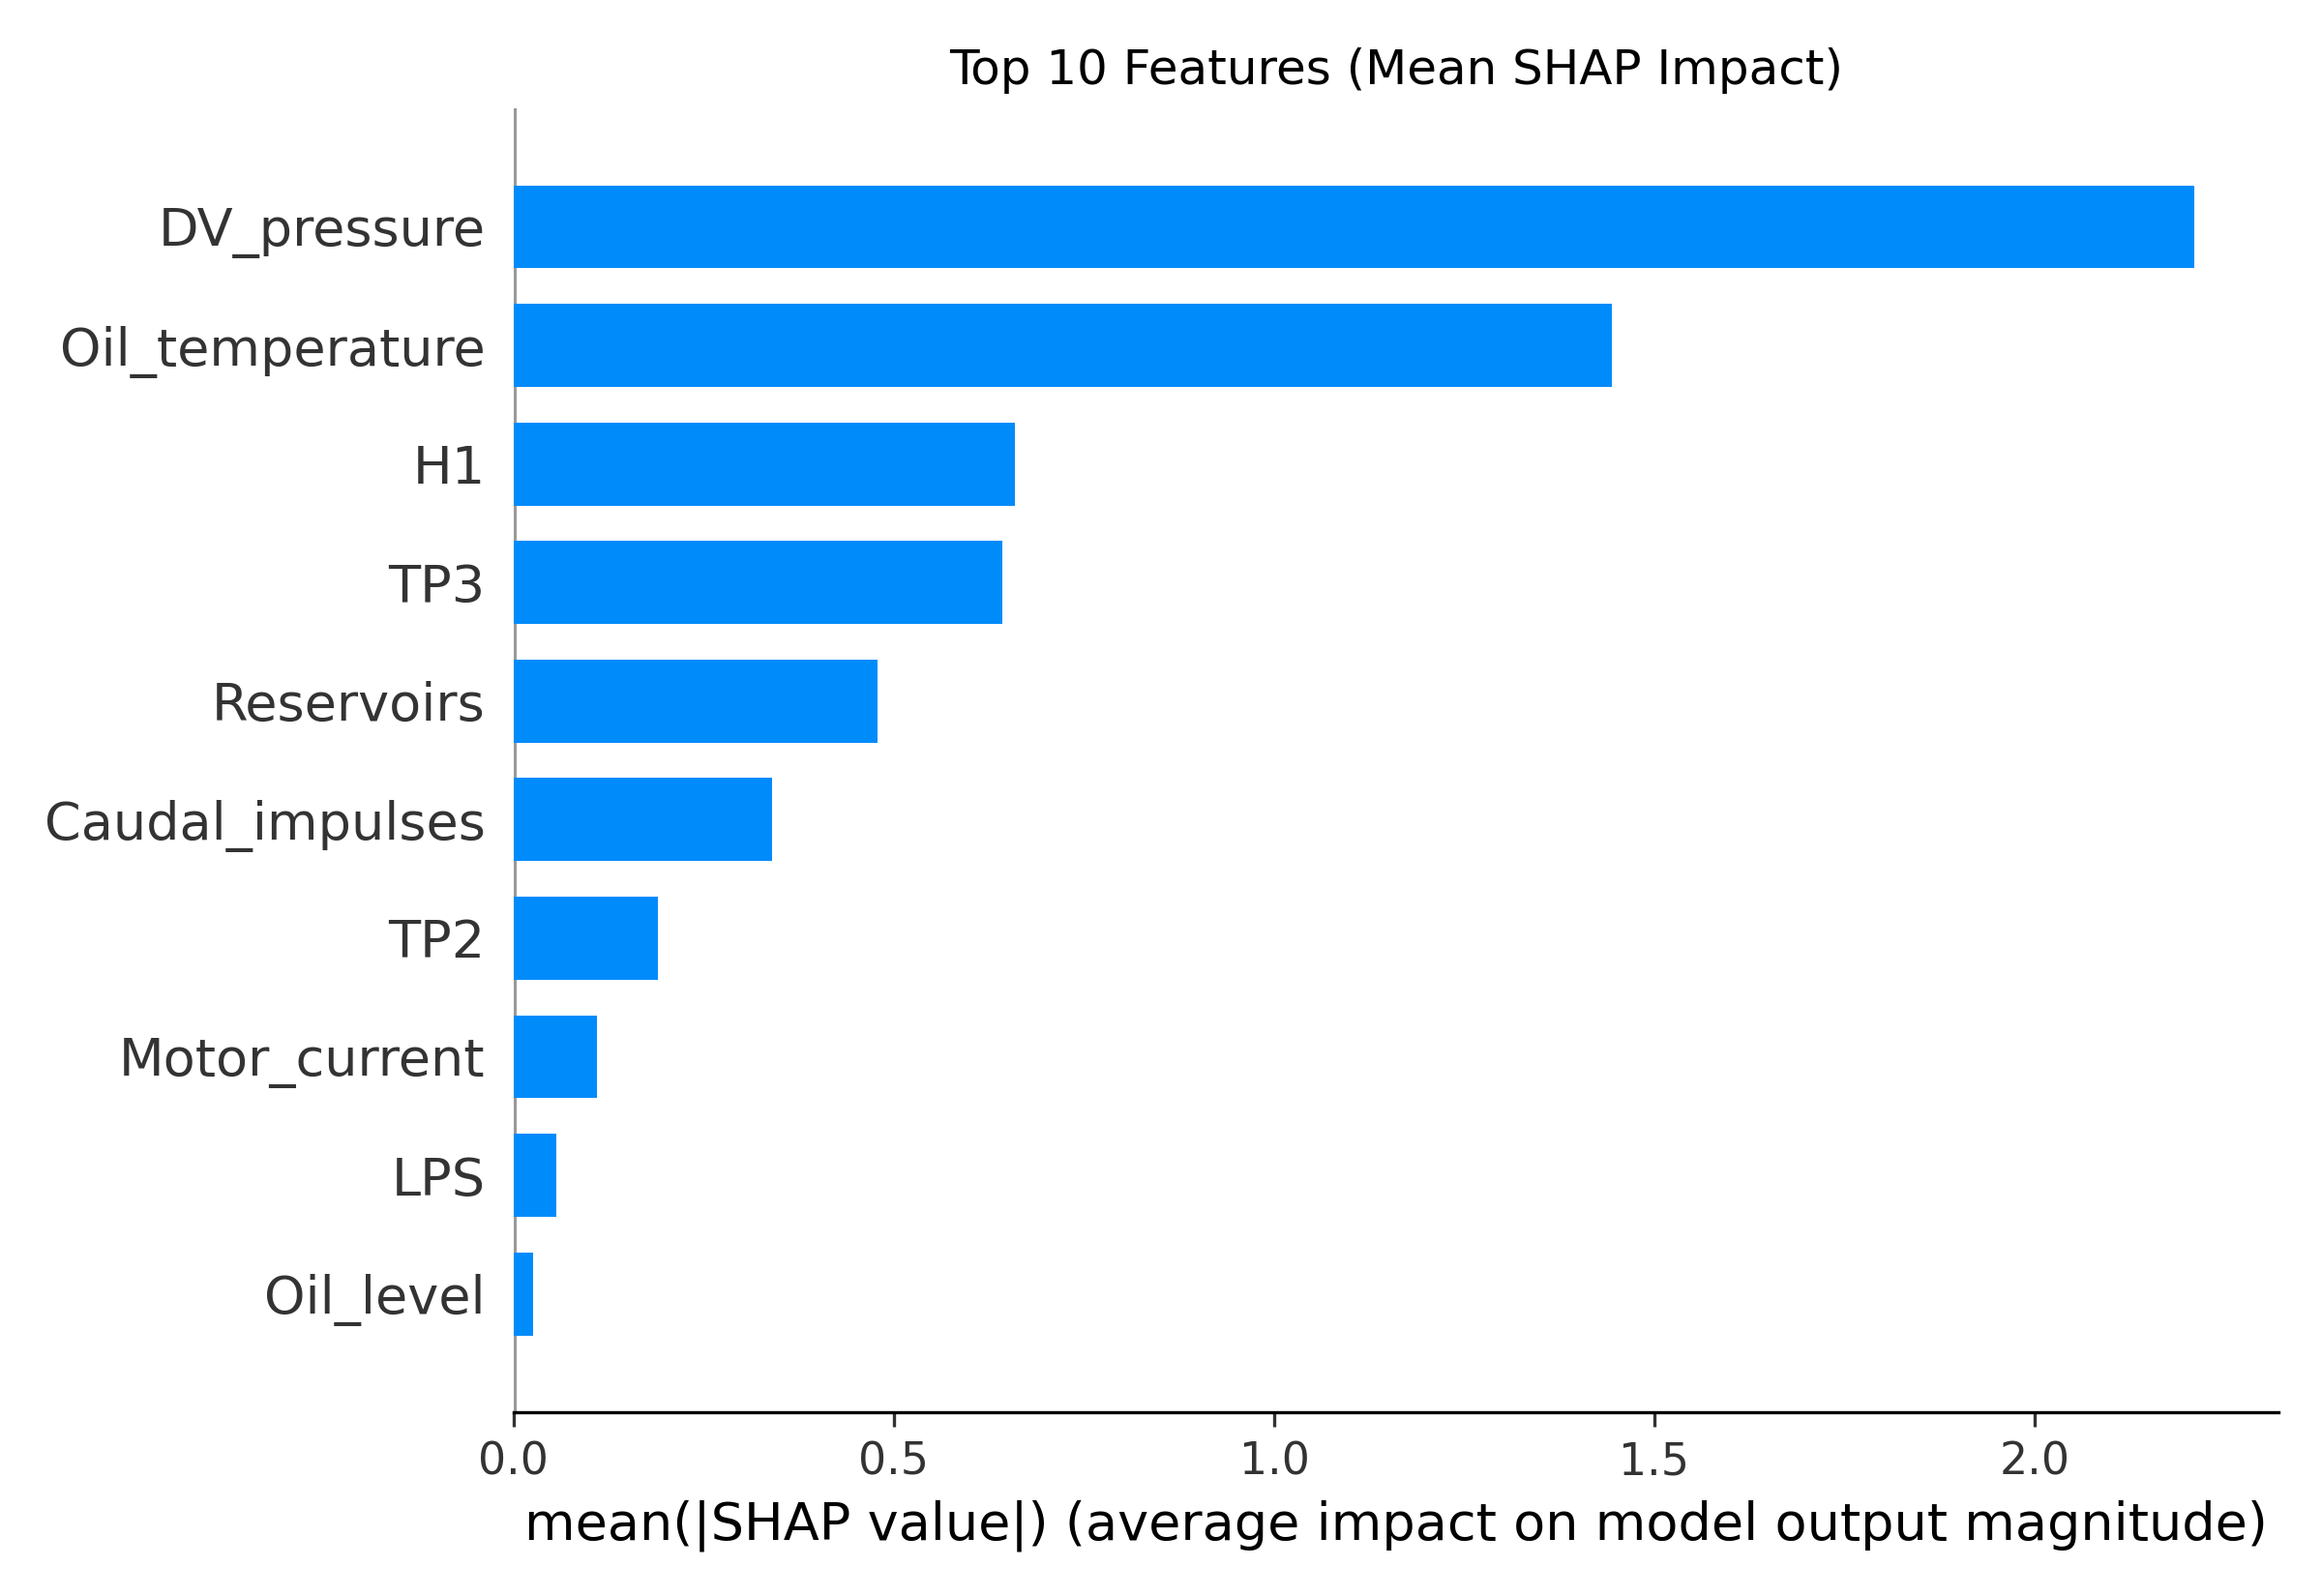 Top 10 Features (Mean SHAP Impact)
DV_pressure
Oil_temperature
H1
TP3
Reservoirs
Caudal_impulses
TP2
Motor_current
LPS
Oil_level
0.0 0.5 1.0 1.5 2.0
mean(|SHAP value|) (average impact on model output magnitude)